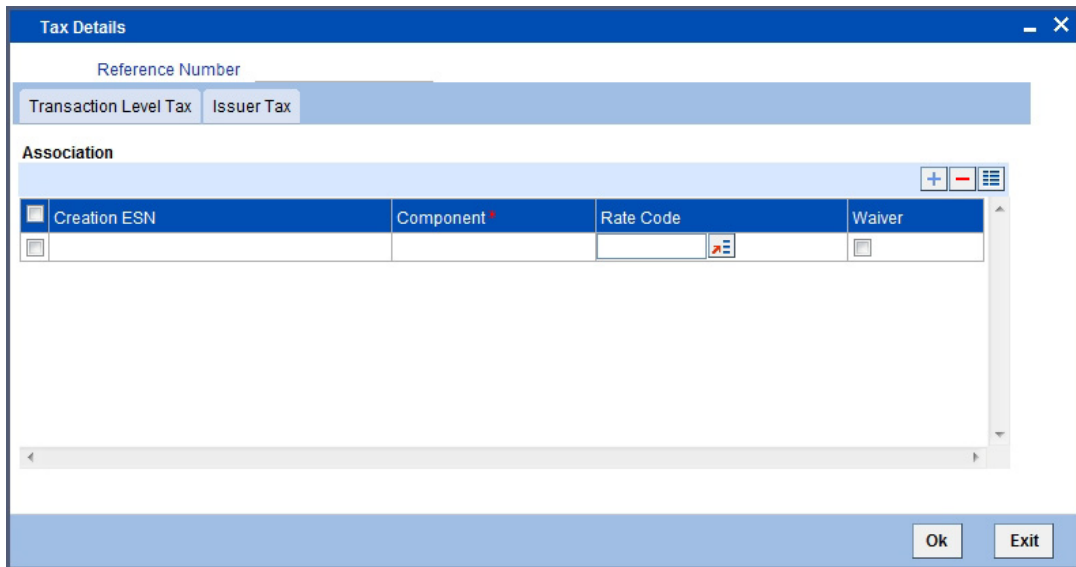 Tax Details
Reference Number
Transaction Level Tax Issuer Tax
Association
Creation ESN Component * Rate Code Waiver
Ok Exit